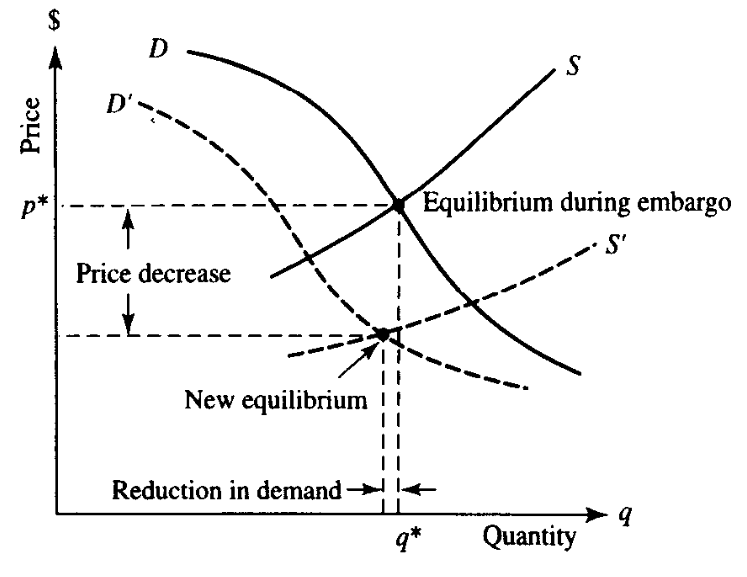 $
D
S
D'
Price
p*
Equilibrium during embargo
S'
Price decrease
New equilibrium
Reduction in demand
q
q*
Quantity